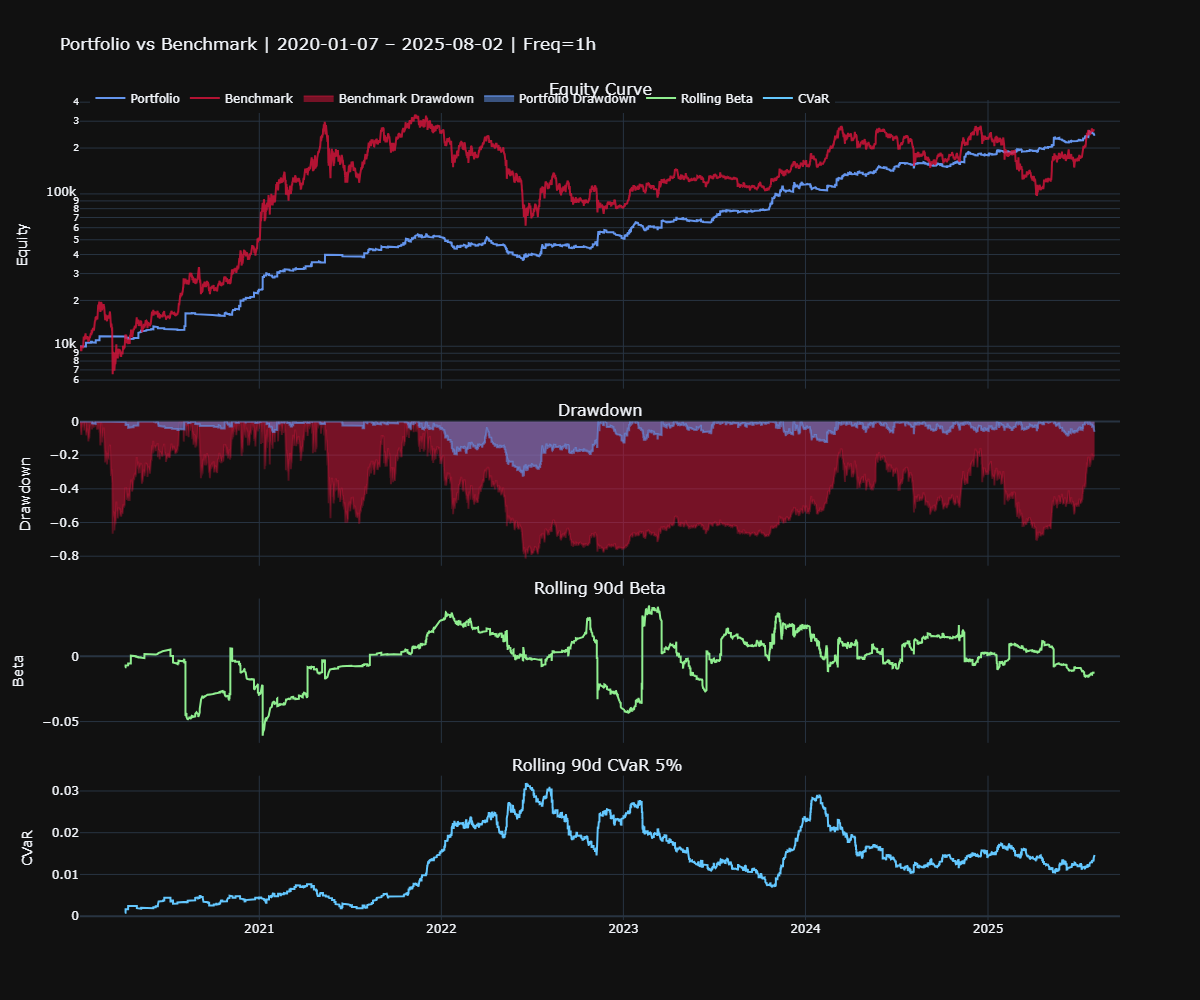 Portfolio vs Benchmark | 2020-01-07 – 2025-08-02 | Freq=1h
Equity Curve
Portfolio Benchmark Benchmark Drawdown Portfolio Drawdown Rolling Beta CVaR
4
3
2
100k
9
8
7
6
5
4
3
2
10k
9
8
7
6
Equity
Drawdown
0
−0.2
−0.4
−0.6
−0.8
Drawdown
Rolling 90d Beta
0
−0.05
Beta
Rolling 90d CVaR 5%
0.03
0.02
0.01
0
CVaR
2021 2022 2023 2024 2025